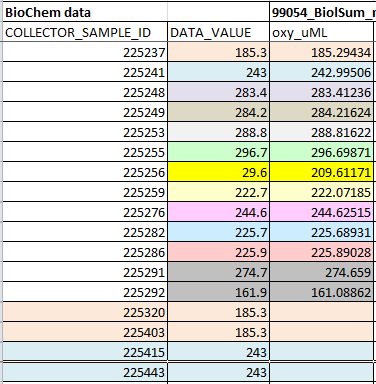 BioChem data 99054_BiolSum_
COLLECTOR_SAMPLE_ID DATA_VALUE oxy_uML
225237 185.3 185.29434
225241 243 242.99506
225248 283.4 283.41236
225249 284.2 284.21624
225253 288.8 288.81622
225255 296.7 296.69871
225256 29.6 209.61171
225259 222.7 222.07185
225276 244.6 244.62515
225282 225.7 225.68931
225286 225.9 225.89028
225291 274.7 274.659
225292 161.9 161.08862
225320 185.3
225403 185.3
225415 243
225443 243